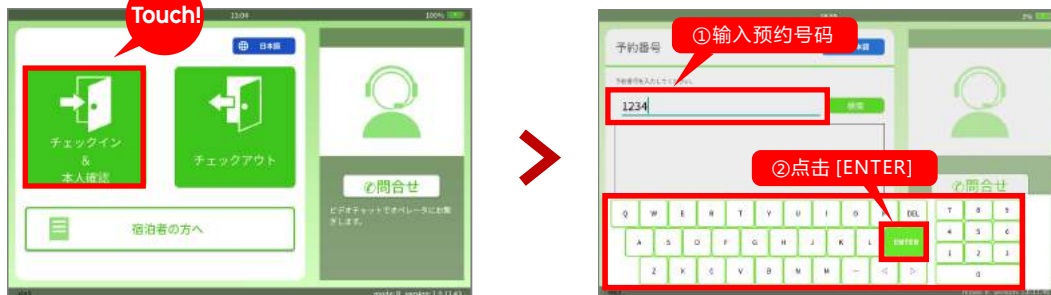 Touch!
13:04
100%
日本語
チェックイン
&
本人確認
チェックアウト
✆問合せ
ビデオチャットでオペレータにお繋
ぎします。
宿泊者の方へ
予約番号
①输入预约号码
1234
検索
②点击 [ENTER]
✆問合せ
Q W E R T Y U I O P DEL
A S D F G H J K L ENTER
Z X C V B N M − ◁ ▷
7 8 9
4 5 6
1 2 3
0